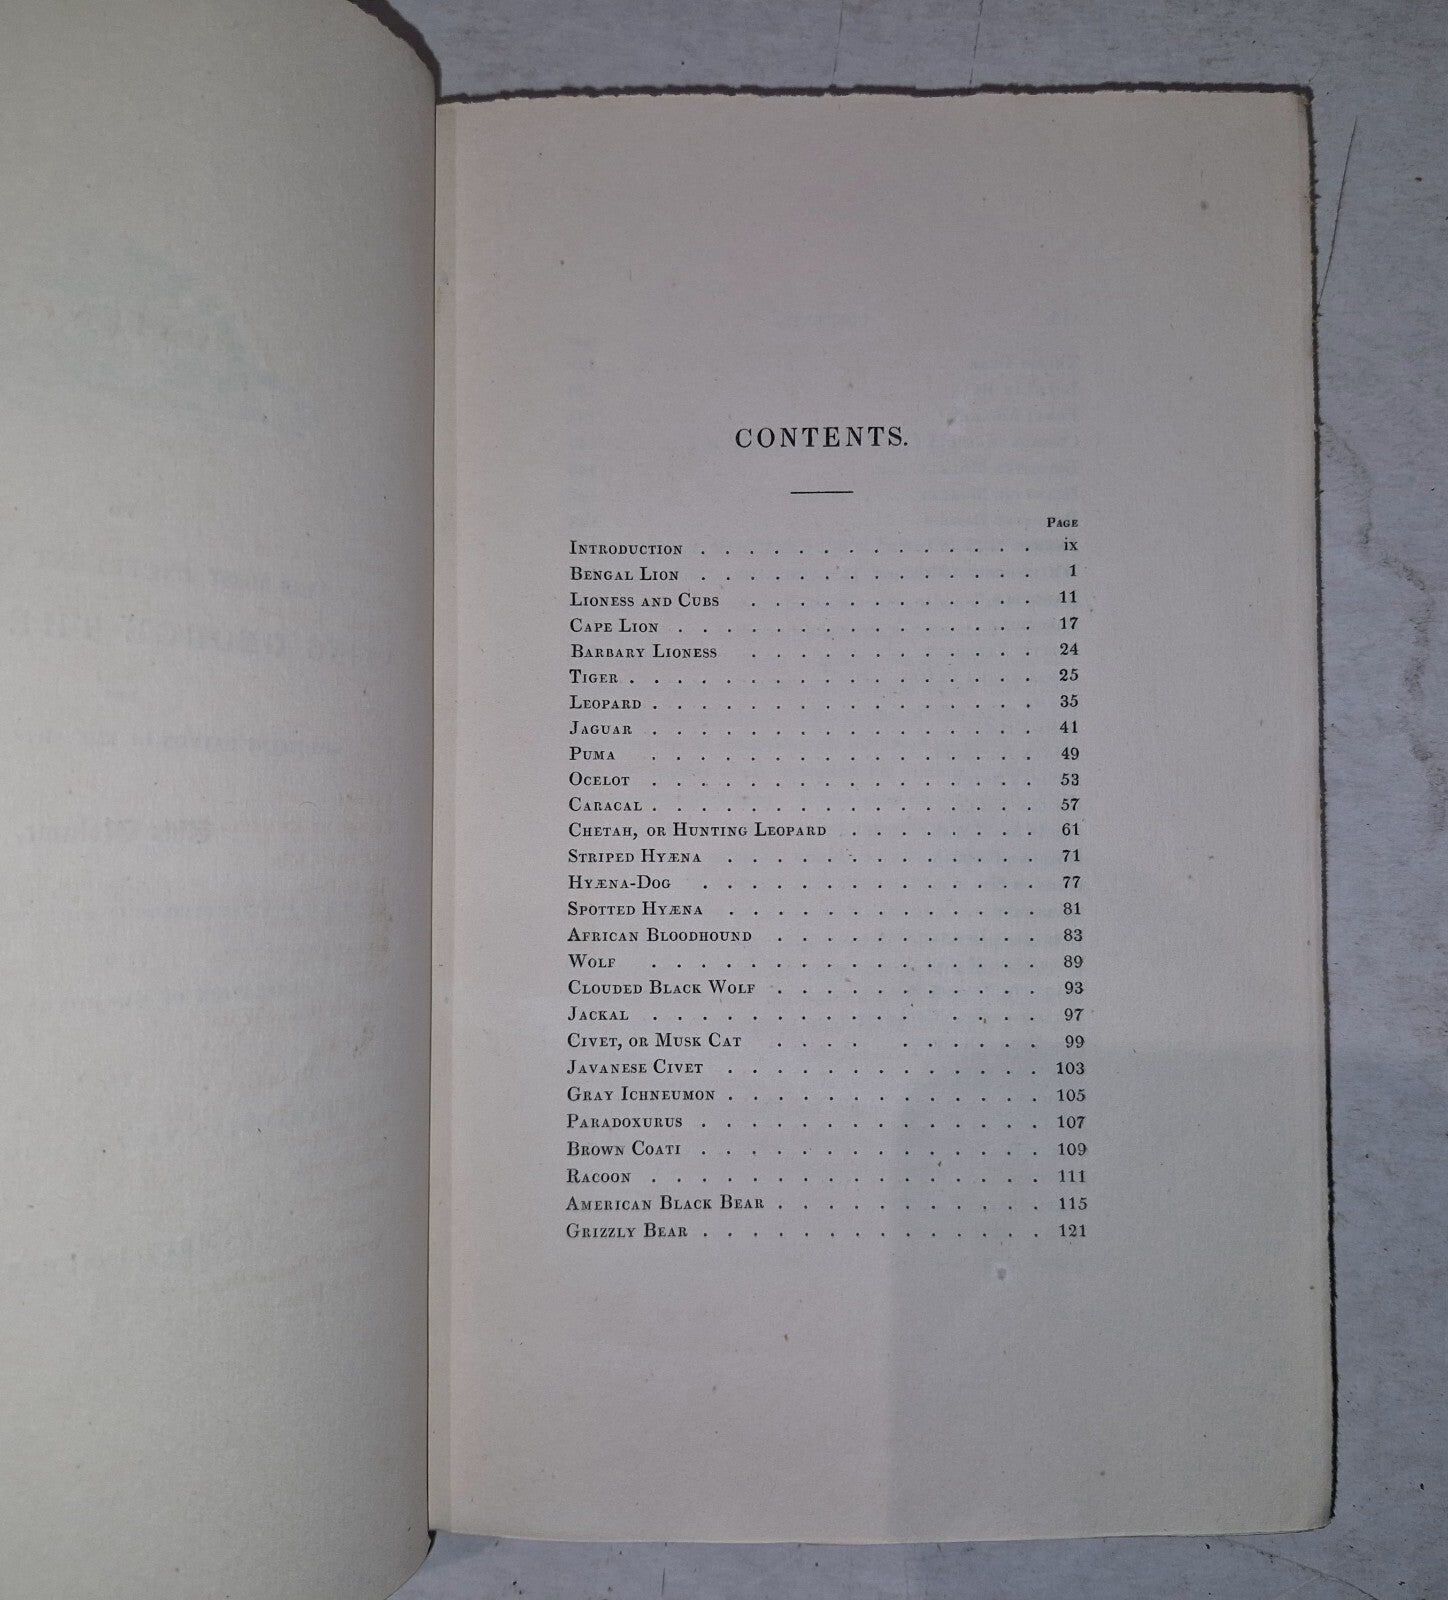 CONTENTS.
Page
Introduction . . . . . . . . . . . . . . ix
Bengal Lion . . . . . . . . . . . . . . 1
Lioness and Cubs . . . . . . . . . . . . 11
Cape Lion . . . . . . . . . . . . . . . 17
Barbary Lioness . . . . . . . . . . . . 24
Tiger . . . . . . . . . . . . . . . . . 25
Leopard . . . . . . . . . . . . . . . . 35
Jaguar . . . . . . . . . . . . . . . . 41
Puma . . . . . . . . . . . . . . . . 49
Ocelot . . . . . . . . . . . . . . . . 53
Caracal . . . . . . . . . . . . . . . . 57
Chetah, or Hunting Leopard . . . . . . . . 61
Striped Hyæna . . . . . . . . . . . . . 71
Hyæna-Dog . . . . . . . . . . . . . . 77
Spotted Hyæna . . . . . . . . . . . . . 81
African Bloodhound . . . . . . . . . . . 83
Wolf . . . . . . . . . . . . . . . . 89
Clouded Black Wolf . . . . . . . . . . . 93
Jackal . . . . . . . . . . . . . . . 97
Civet, or Musk Cat . . . . . . . . . . 99
Javanese Civet . . . . . . . . . . . . . 103
Gray Ichneumon . . . . . . . . . . . . . 105
Paradoxurus . . . . . . . . . . . . . . 107
Brown Coati . . . . . . . . . . . . . . 109
Racoon . . . . . . . . . . . . . . . . 111
American Black Bear . . . . . . . . . . . 115
Grizzly Bear . . . . . . . . . . . . . . 121